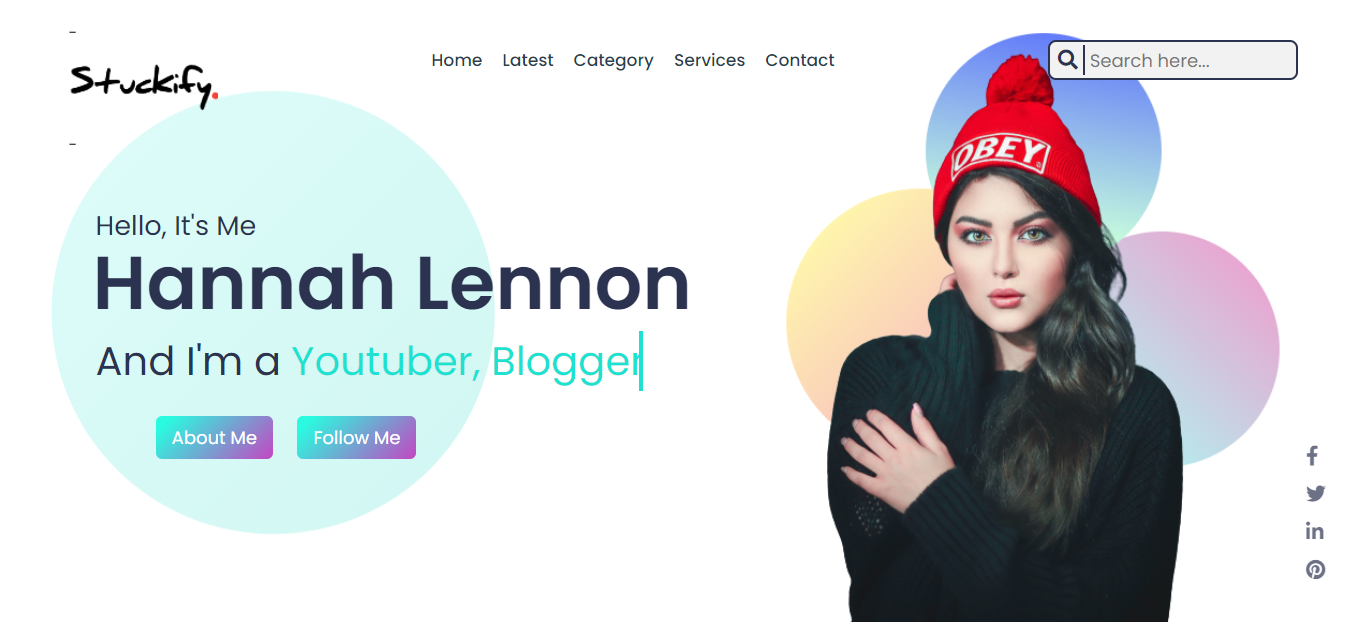 Stuckify.
Home Latest Category Services Contact
Search here...
OBEY
Hello, It's Me
Hannah Lennon
And I'm a Youtuber, Blogger
About Me Follow Me